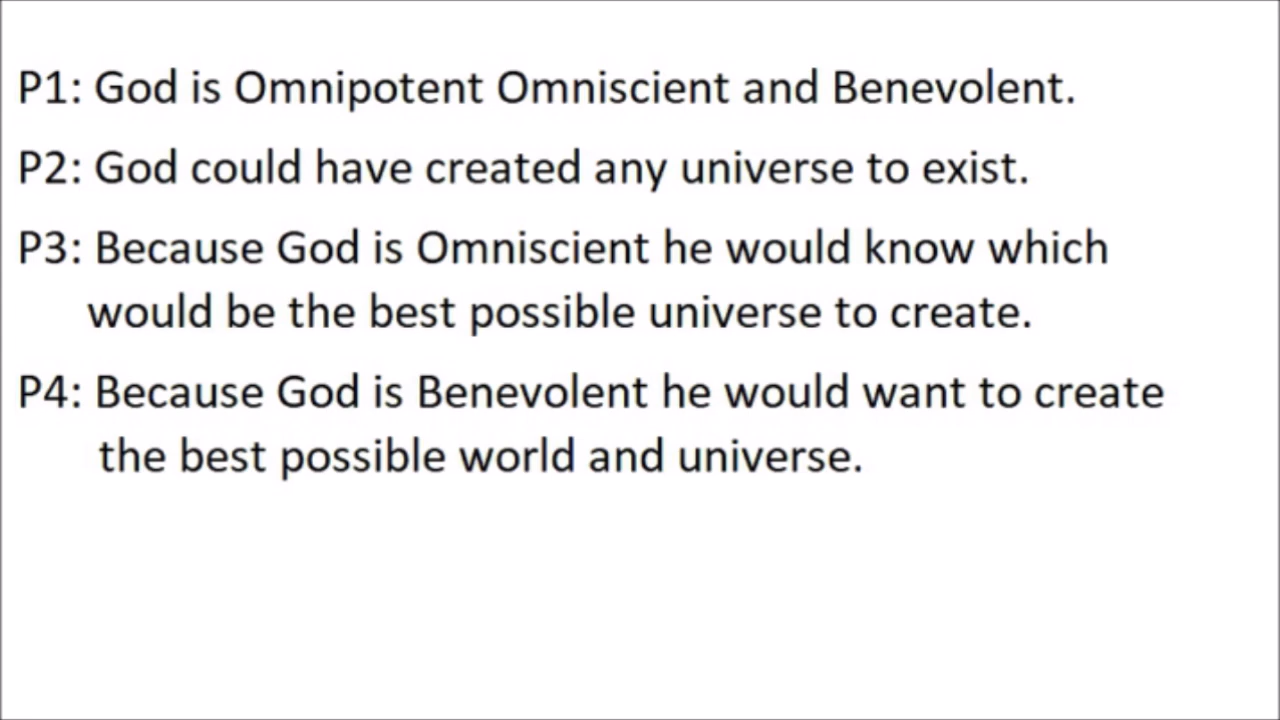 P1: God is Omnipotent Omniscient and Benevolent.
P2: God could have created any universe to exist.
P3: Because God is Omniscient he would know which
would be the best possible universe to create.
P4: Because God is Benevolent he would want to create
the best possible world and universe.